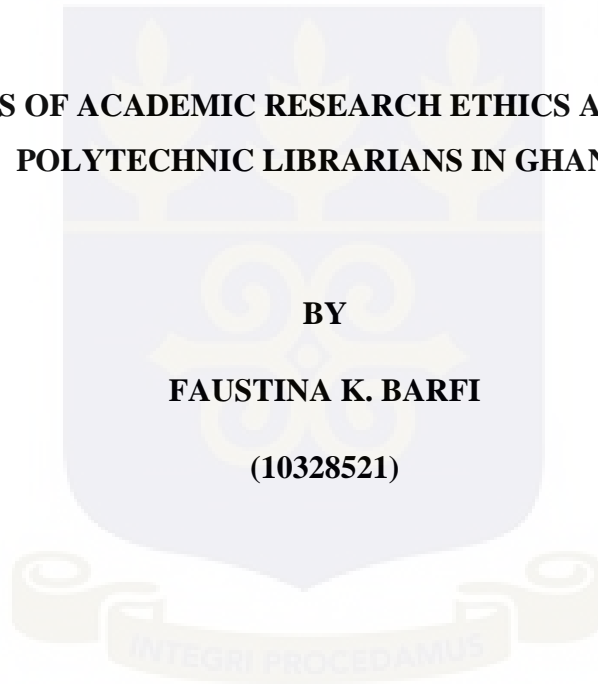 S OF ACADEMIC RESEARCH ETHICS A
POLYTECHNIC LIBRARIANS IN GHAN
BY
FAUSTINA K. BARFI
(10328521)
INTEGRI PROCEDAMUS